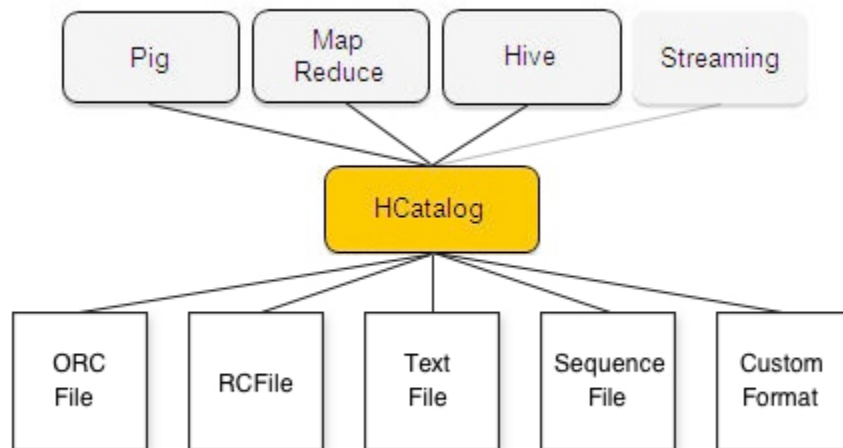 Pig
Map
Reduce
Hive
Streaming
HCatalog
ORC
File
RCFile
Text
File
Sequence
File
Custom
Format